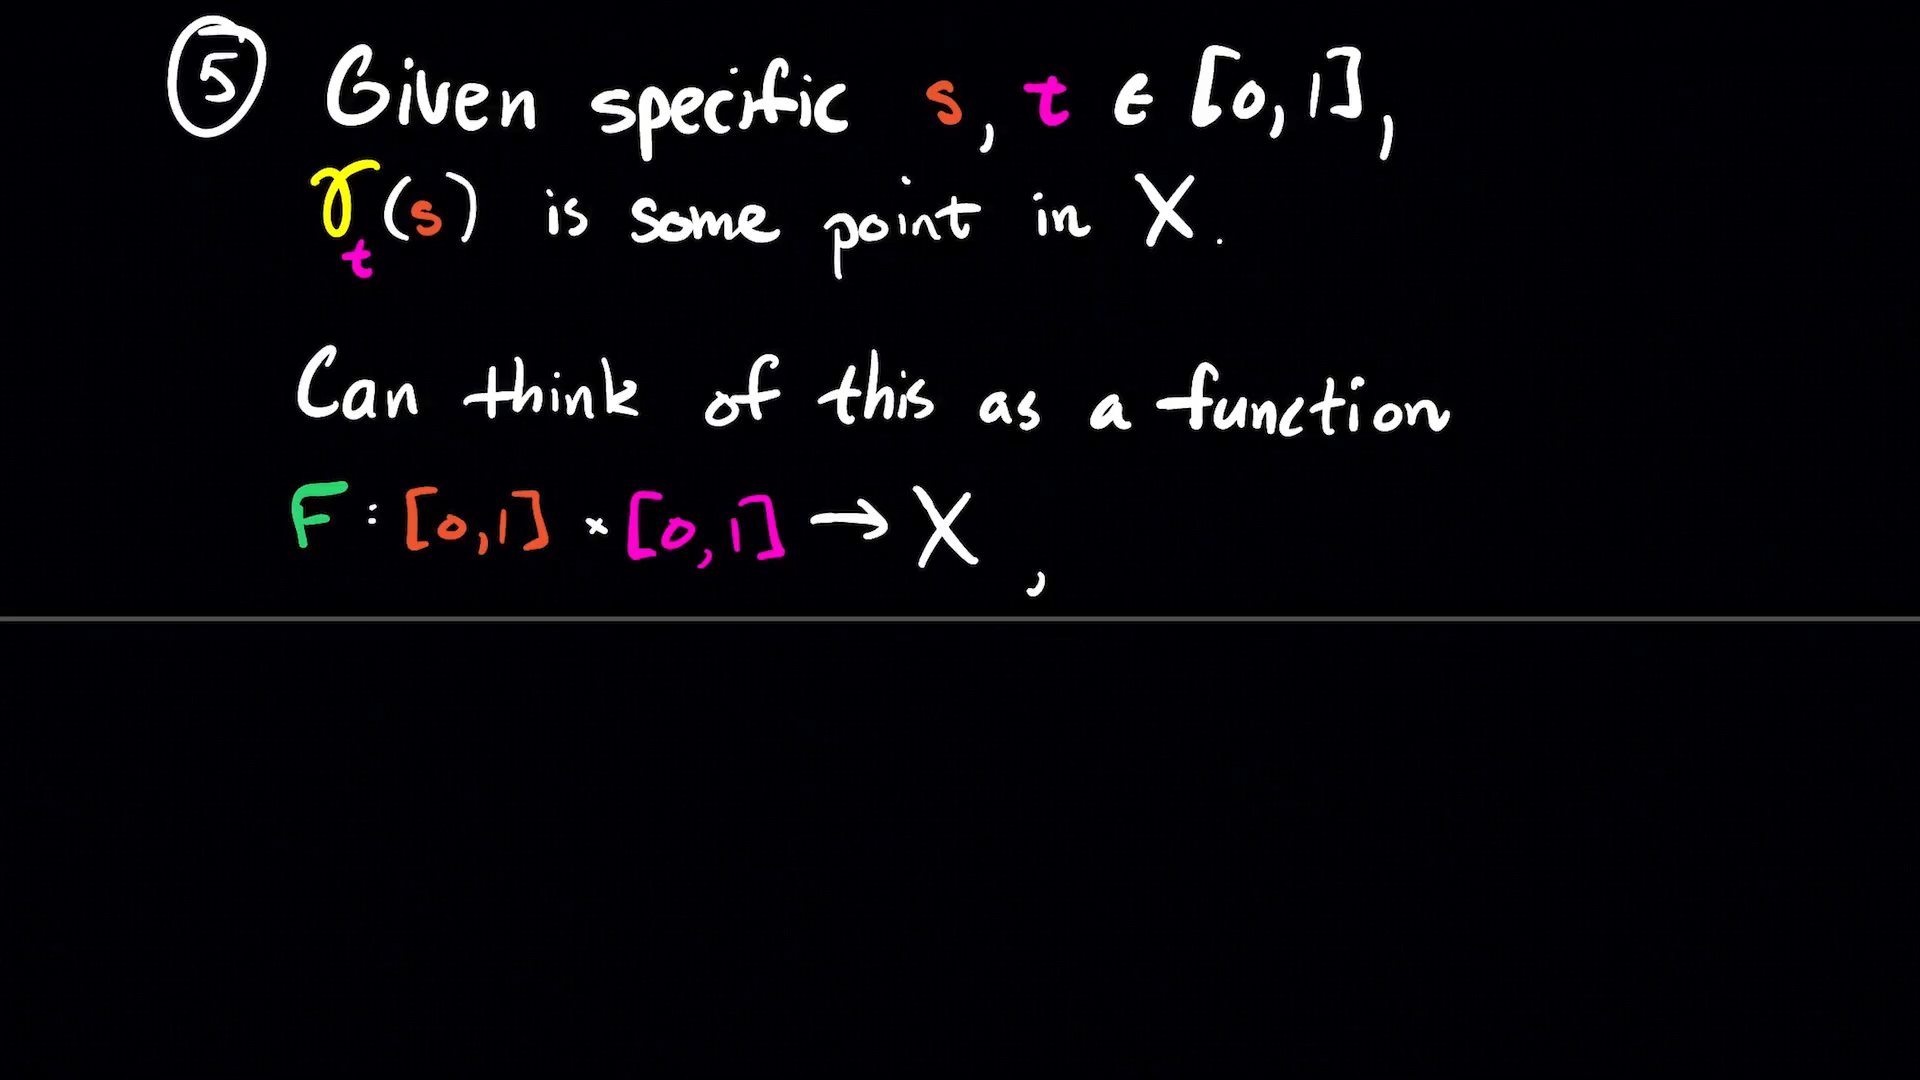 ⑤ Given specific s, t ∈ [0,1],
γ_t(s) is some point in X.
Can think of this as a function
F : [0,1] × [0,1] → X,